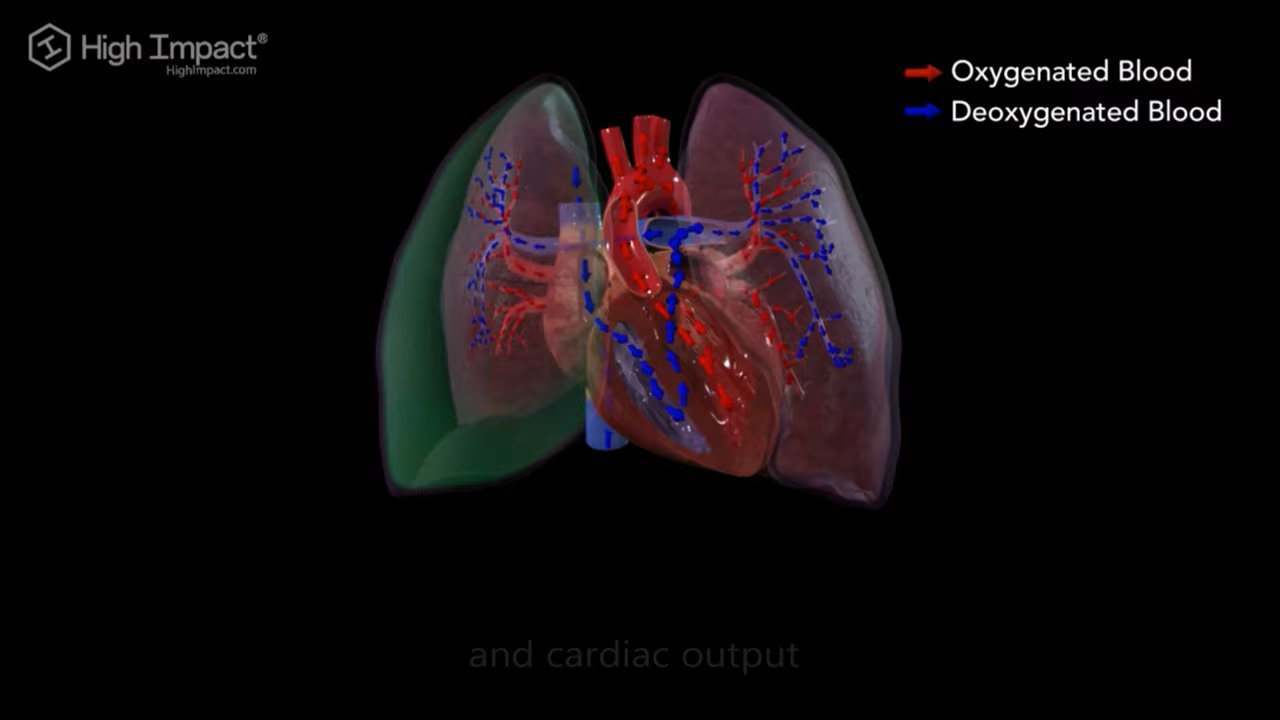 High Impact®
HighImpact.com
Oxygenated Blood
Deoxygenated Blood
and cardiac output